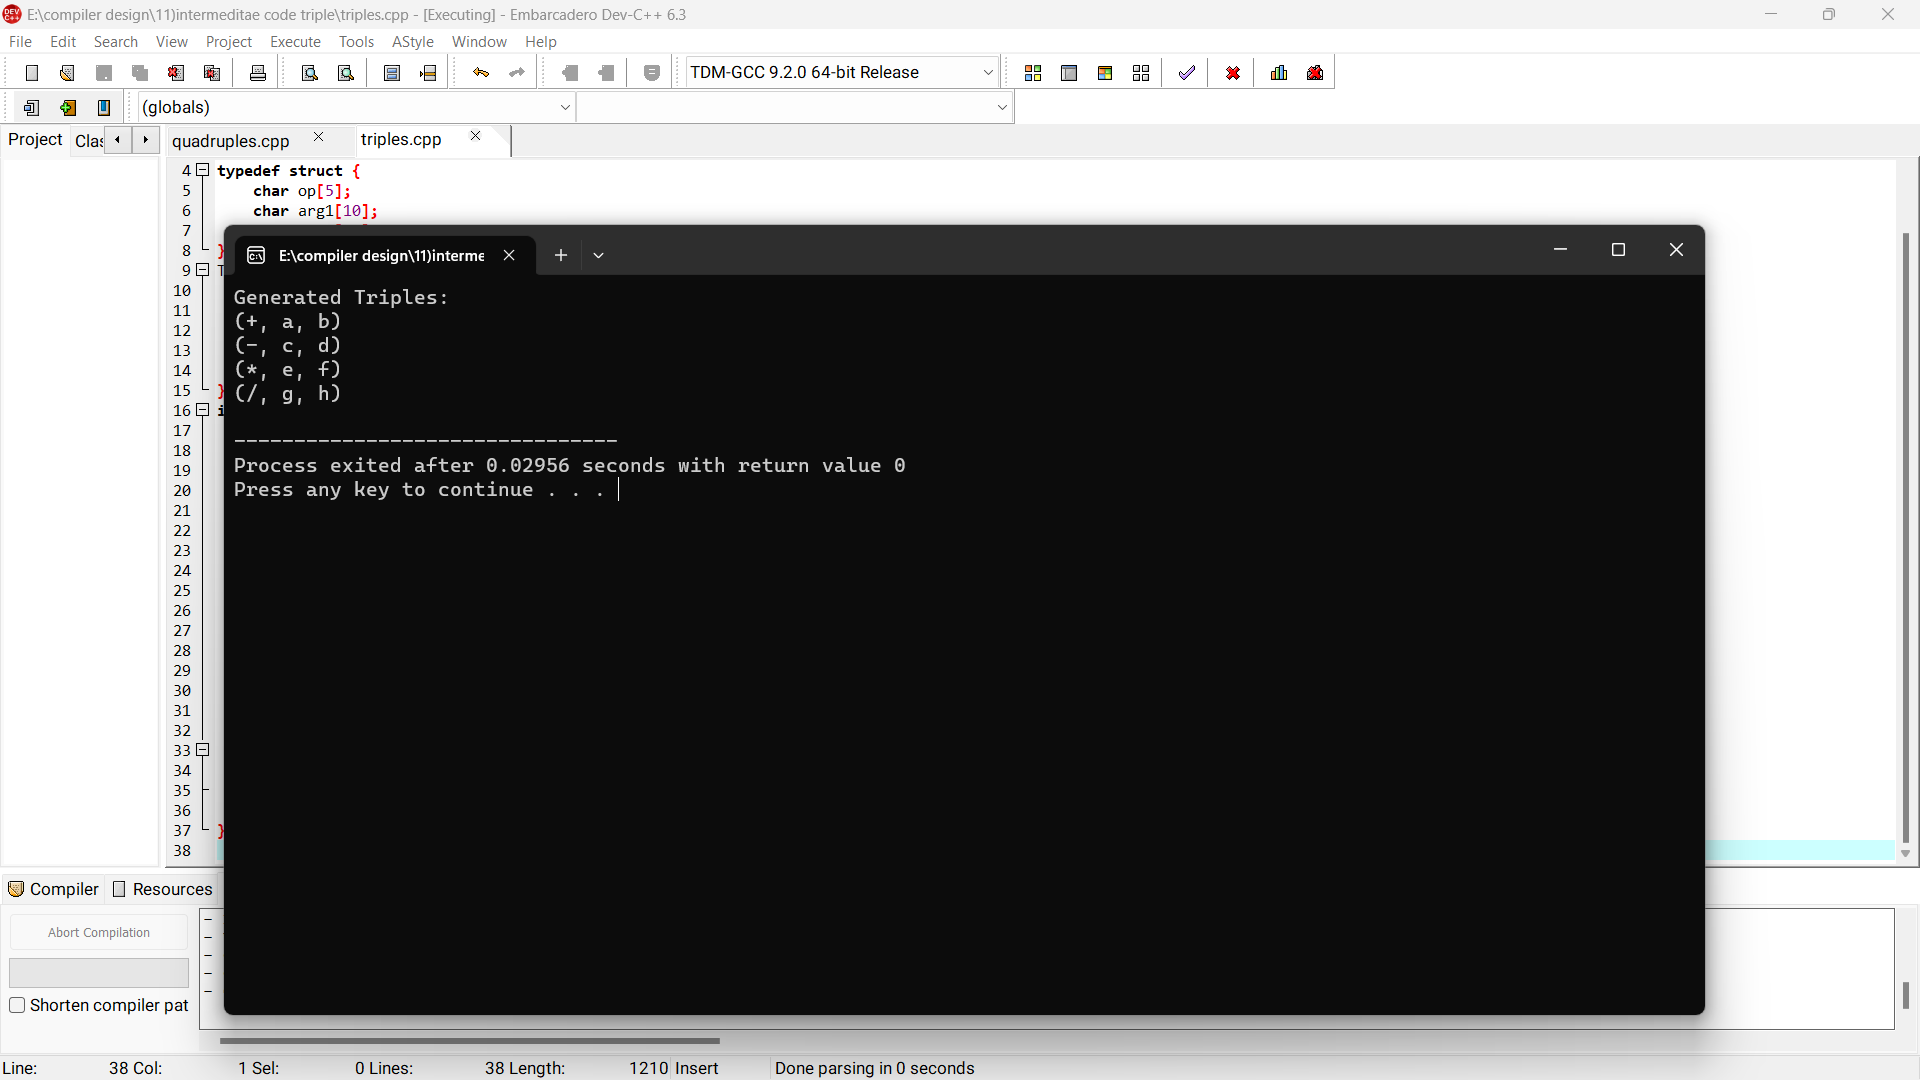 E:\compiler design\11)intermeditae code triple\triples.cpp - [Executing] - Embarcadero Dev-C++ 6.3
File Edit Search View Project Execute Tools AStyle Window Help
TDM-GCC 9.2.0 64-bit Release
(globals)
Project Clas quadruples.cpp triples.cpp
4 typedef struct {
5 char op[5];
6 char arg1[10];
7
8 }
9 T
10
11
12
13
14
15 }
16 i
17
18
19
20
21
22
23
24
25
26
27
28
29
30
31
32
33
34
35
36
37 }
38
E:\compiler design\11)interme
Generated Triples:
(+, a, b)
(-, c, d)
(*, e, f)
(/, g, h)
--------------------------------
Process exited after 0.02956 seconds with return value 0
Press any key to continue . . .
Compiler Resources
Abort Compilation
Shorten compiler pat
-
-
-
-
-
Line: 38 Col: 1 Sel: 0 Lines: 38 Length: 1210 Insert Done parsing in 0 seconds